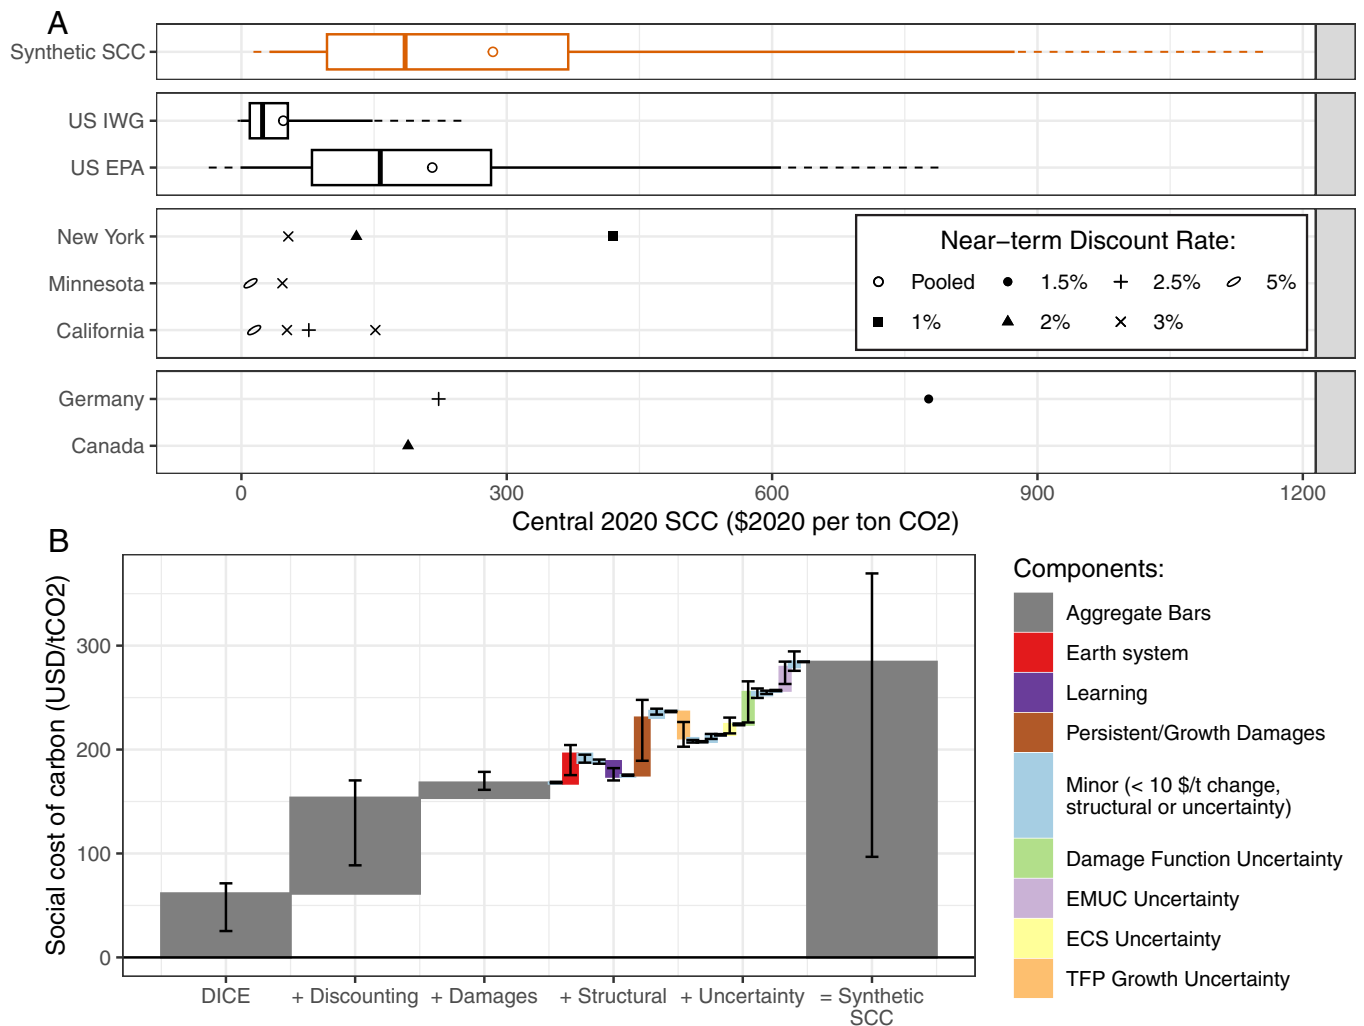 A
Synthetic SCC
US IWG
US EPA
New York
Minnesota
California
Near−term Discount Rate:
Pooled
1.5%
2.5%
5%
1%
2%
3%
Germany
Canada
0
300
600
900
1200
Central 2020 SCC ($2020 per ton CO2)
B
Social cost of carbon (USD/tCO2)
300
200
100
0
DICE
+ Discounting
+ Damages
+ Structural
+ Uncertainty
= Synthetic
SCC
Components:
Aggregate Bars
Earth system
Learning
Persistent/Growth Damages
Minor (< 10 $/t change,
structural or uncertainty)
Damage Function Uncertainty
EMUC Uncertainty
ECS Uncertainty
TFP Growth Uncertainty